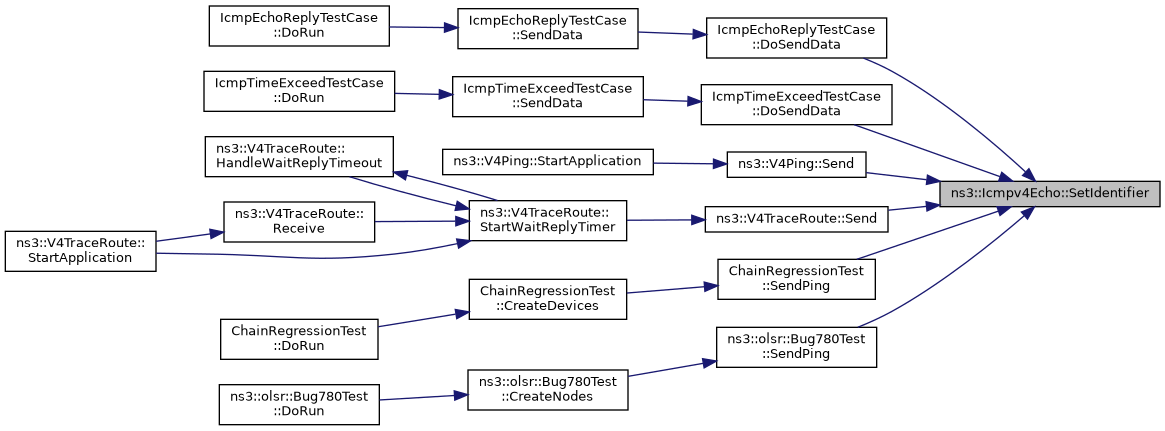 IcmpEchoReplyTestCase
::DoRun
IcmpEchoReplyTestCase
::SendData
IcmpEchoReplyTestCase
::DoSendData
IcmpTimeExceedTestCase
::DoRun
IcmpTimeExceedTestCase
::SendData
IcmpTimeExceedTestCase
::DoSendData
ns3::V4TraceRoute::
HandleWaitReplyTimeout
ns3::V4Ping::StartApplication
ns3::V4Ping::Send
ns3::Icmpv4Echo::SetIdentifier
ns3::V4TraceRoute::
Receive
ns3::V4TraceRoute::
StartWaitReplyTimer
ns3::V4TraceRoute::Send
ns3::V4TraceRoute::
StartApplication
ChainRegressionTest
::SendPing
ChainRegressionTest
::CreateDevices
ChainRegressionTest
::DoRun
ns3::olsr::Bug780Test
::SendPing
ns3::olsr::Bug780Test
::CreateNodes
ns3::olsr::Bug780Test
::DoRun